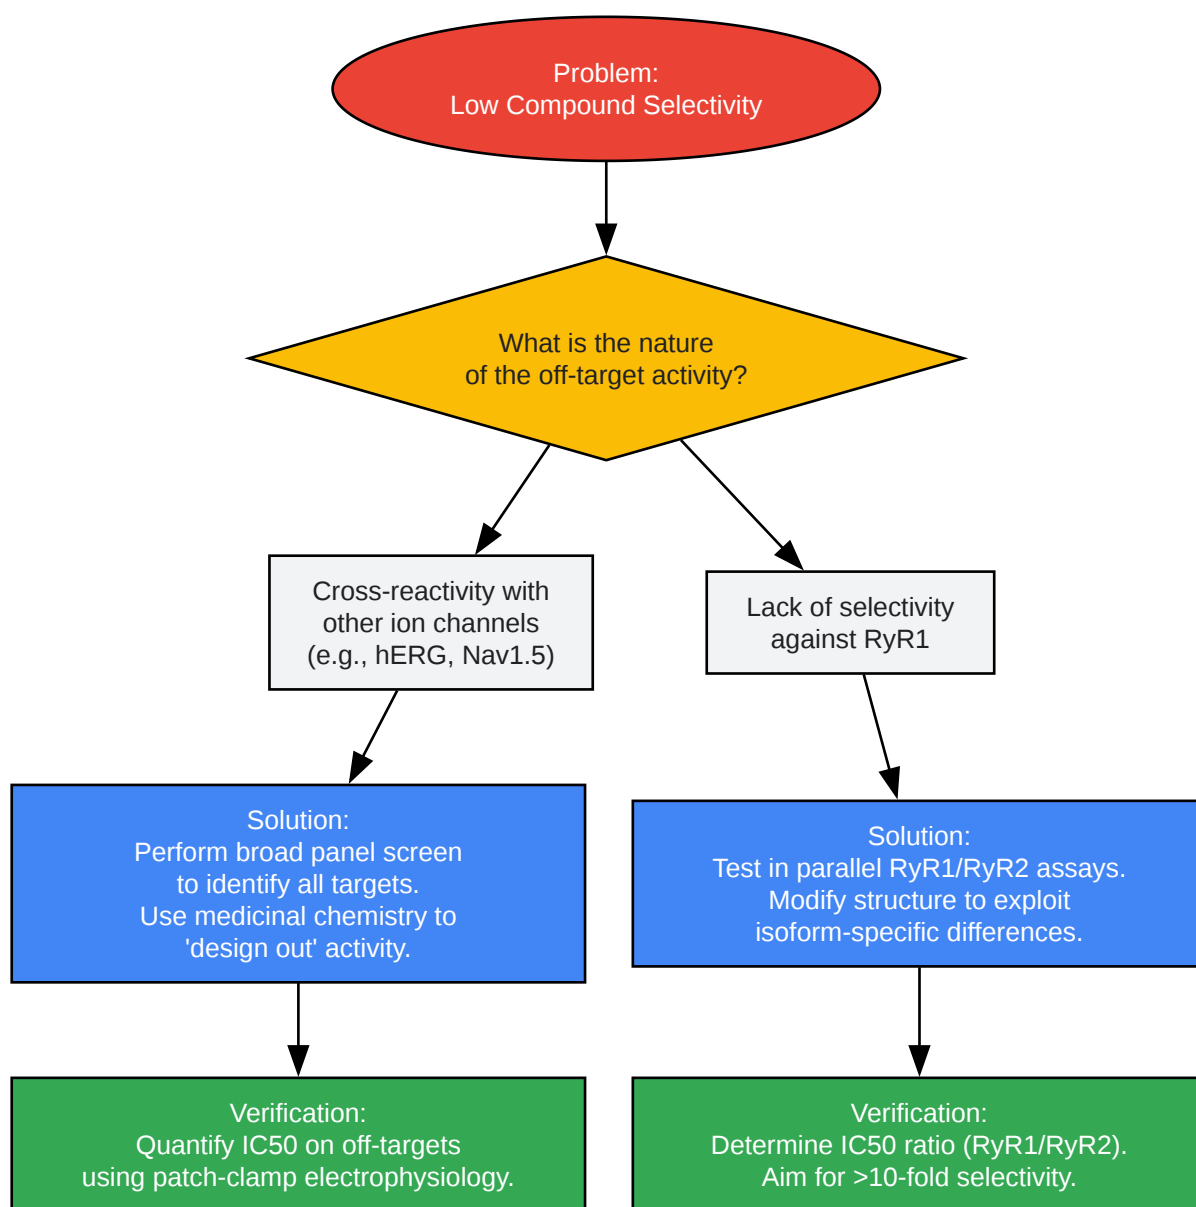 Problem:
Low Compound Selectivity
What is the nature
of the off-target activity?
Cross-reactivity with
other ion channels
(e.g., hERG, Nav1.5)
Lack of selectivity
against RyR1
Solution:
Perform broad panel screen
to identify all targets.
Use medicinal chemistry to
'design out' activity.
Solution:
Test in parallel RyR1/RyR2 assays.
Modify structure to exploit
isoform-specific differences.
Verification:
Quantify IC50 on off-targets
using patch-clamp electrophysiology.
Verification:
Determine IC50 ratio (RyR1/RyR2).
Aim for >10-fold selectivity.